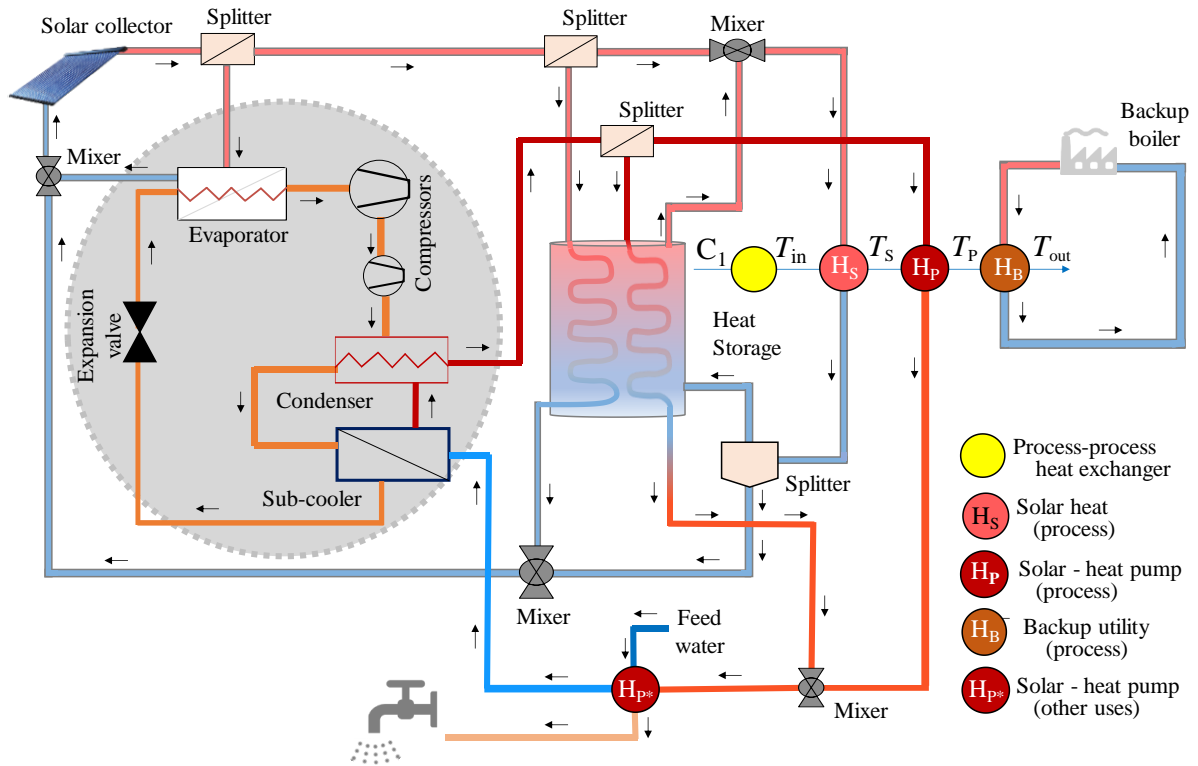 Solar collector
Splitter
Splitter
Mixer
Splitter
Backup
boiler
Mixer
Evaporator
Compressors
Expansion
valve
C1
Tin
HS
TS
HP
TP
HB
Tout
Heat
Storage
Condenser
Sub-cooler
Splitter
Mixer
Feed
water
HP*
Mixer
Process-process
heat exchanger
HS
Solar heat
(process)
HP
Solar - heat pump
(process)
HB
Backup utility
(process)
HP*
Solar - heat pump
(other uses)